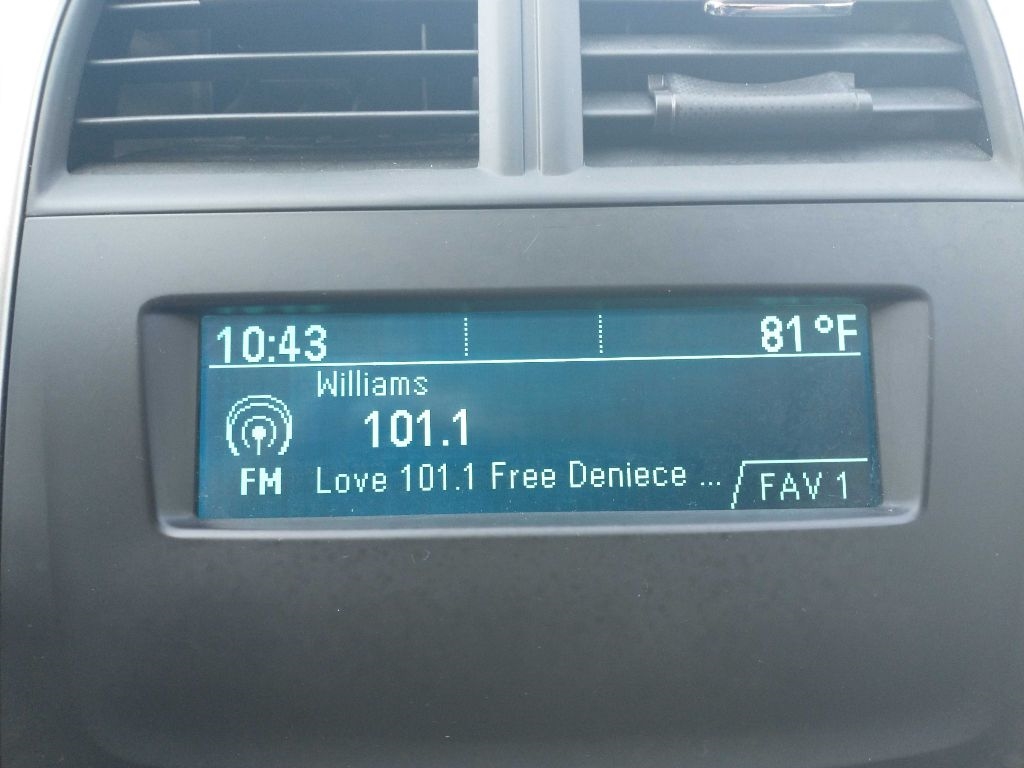 10:43 81°F
Williams
101.1
FM Love 101.1 Free Deniece ... FAV 1